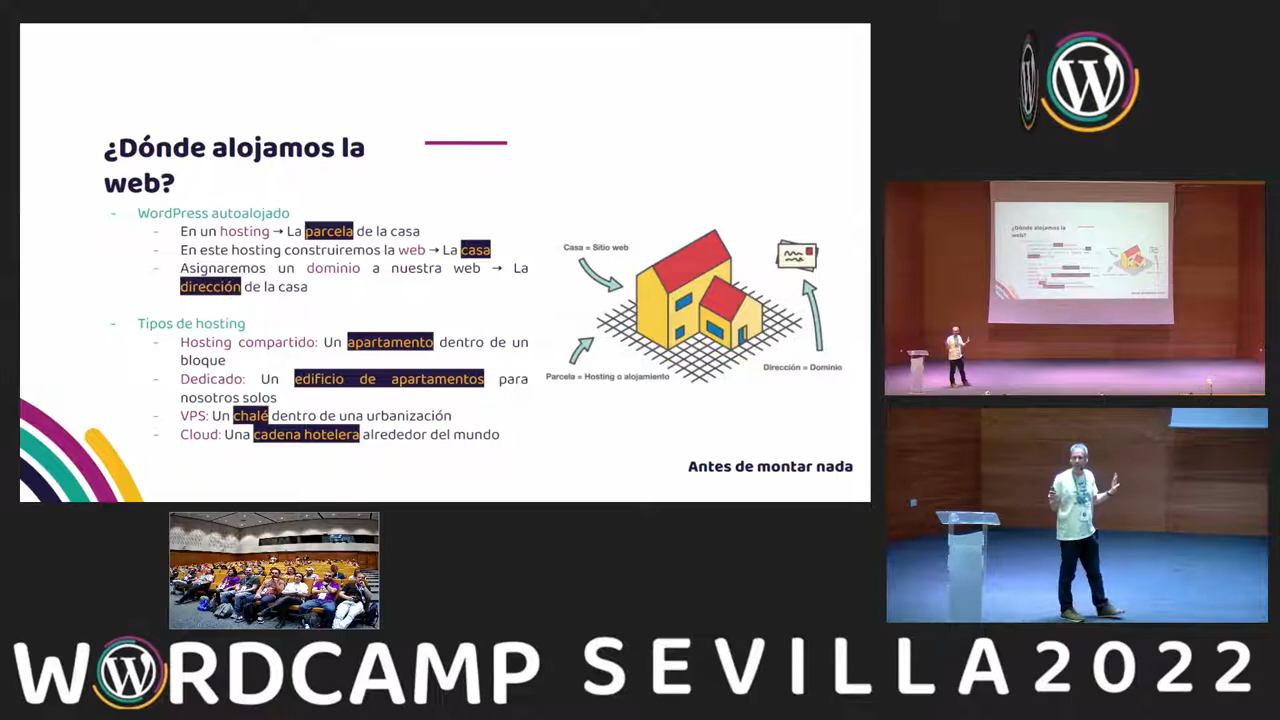 ¿Dónde alojamos la
web?
- WordPress autoalojado
- En un hosting → La parcela de la casa
- En este hosting construiremos la web → La casa
- Asignaremos un dominio a nuestra web → La
dirección de la casa
- Tipos de hosting
- Hosting compartido: Un apartamento dentro de un
bloque
- Dedicado: Un edificio de apartamentos para
nosotros solos
- VPS: Un chalé dentro de una urbanización
- Cloud: Una cadena hotelera alrededor del mundo
Casa = Sitio web
Parcela = Hosting o alojamiento
Dirección = Dominio
Antes de montar nada
¿Dónde alojamos la
web?
WORDCAMP SEVILLA 2022